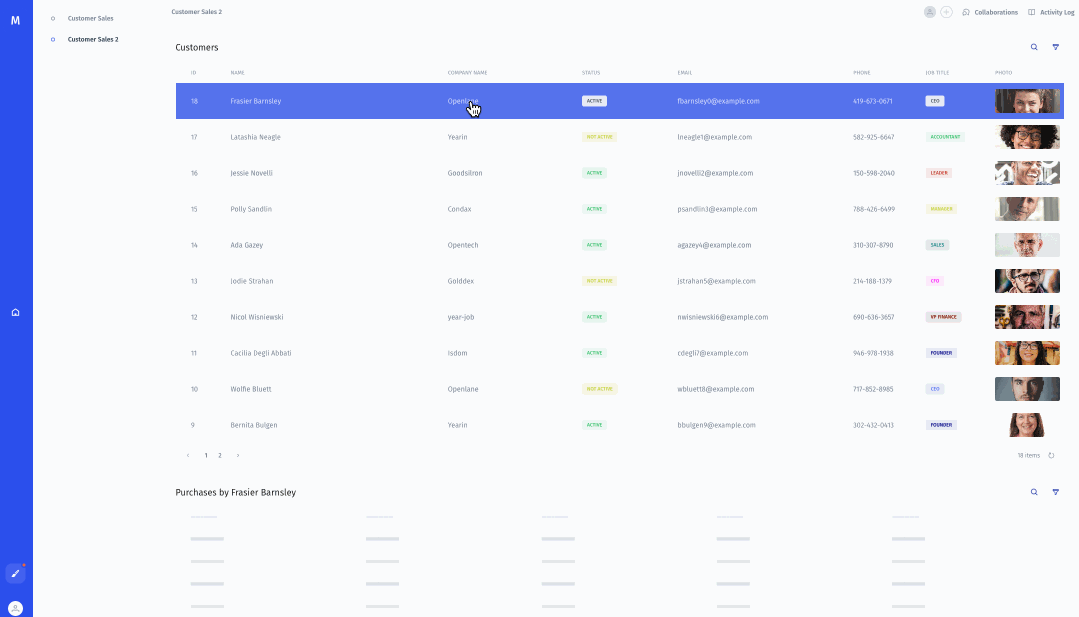 M
Customer Sales
Customer Sales 2
Customer Sales 2
Collaborations
Activity Log
Customers
ID NAME COMPANY NAME STATUS EMAIL PHONE JOB TITLE PHOTO
18 Frasier Barnsley Openlane ACTIVE fbarnsley0@example.com 419-673-0671 CEO
17 Latashia Neagle Yearin NOT ACTIVE lneagle1@example.com 582-925-6647 ACCOUNTANT
16 Jessie Novelli Goodsilron ACTIVE jnovelli2@example.com 150-598-2040 LEADER
15 Polly Sandlin Condax ACTIVE psandlin3@example.com 788-426-6499 MANAGER
14 Ada Gazey Opentech ACTIVE agazey4@example.com 310-307-8790 SALES
13 Jodie Strahan Golddex NOT ACTIVE jstrahan5@example.com 214-188-1379 CEO
12 Nicol Wisniewski year-job ACTIVE nwisniewski6@example.com 690-636-3657 VP FINANCE
11 Cacilia Degli Abbati Isdom ACTIVE cdegli7@example.com 946-978-1938 FOUNDER
10 Wolfie Bluett Openlane NOT ACTIVE wbluett8@example.com 717-852-8985 CEO
9 Bernita Bulgen Yearin ACTIVE bbulgen9@example.com 302-432-0413 FOUNDER
1 2
18 items
Purchases by Frasier Barnsley